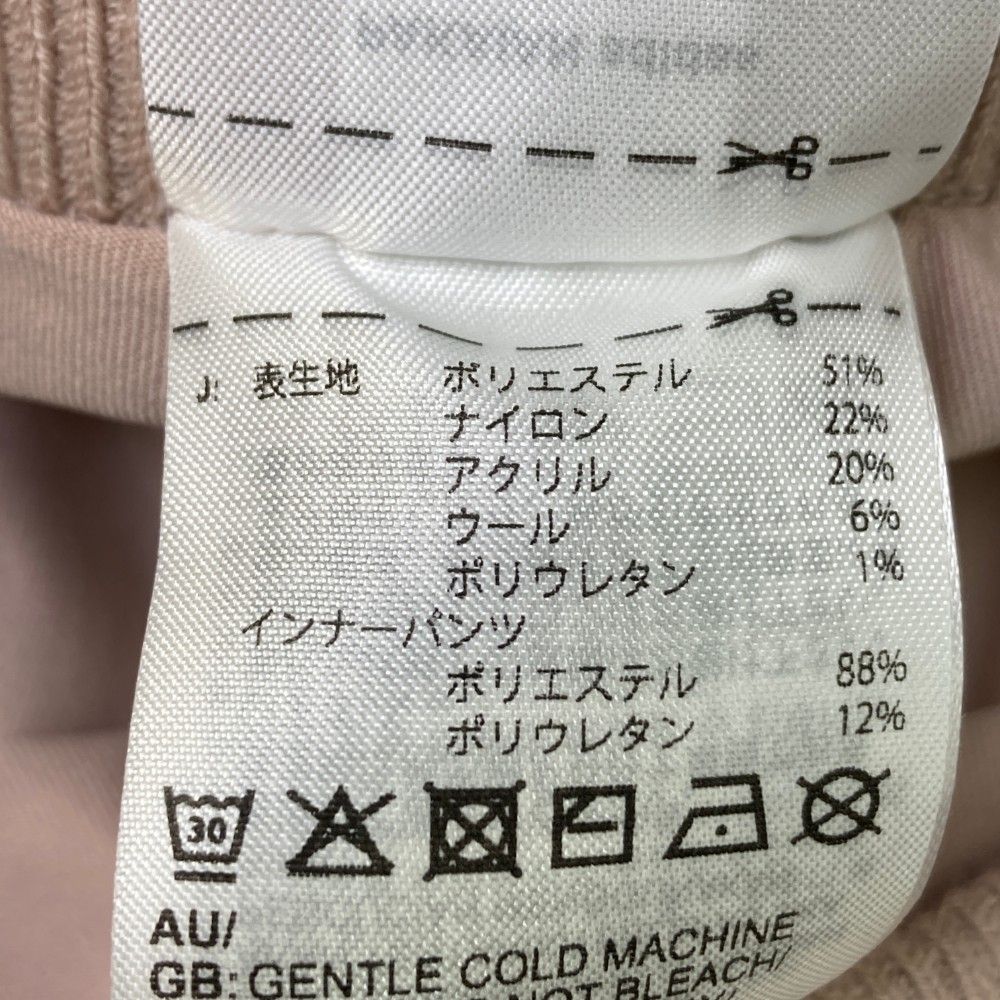 J: 表生地 ポリエステル 51%
ナイロン 22%
アクリル 20%
ウール 6%
ポリウレタン 1%
インナーパンツ
ポリエステル 88%
ポリウレタン 12%
30
AU/
GB: GENTLE COLD MACHINE
NOT BLEACH/